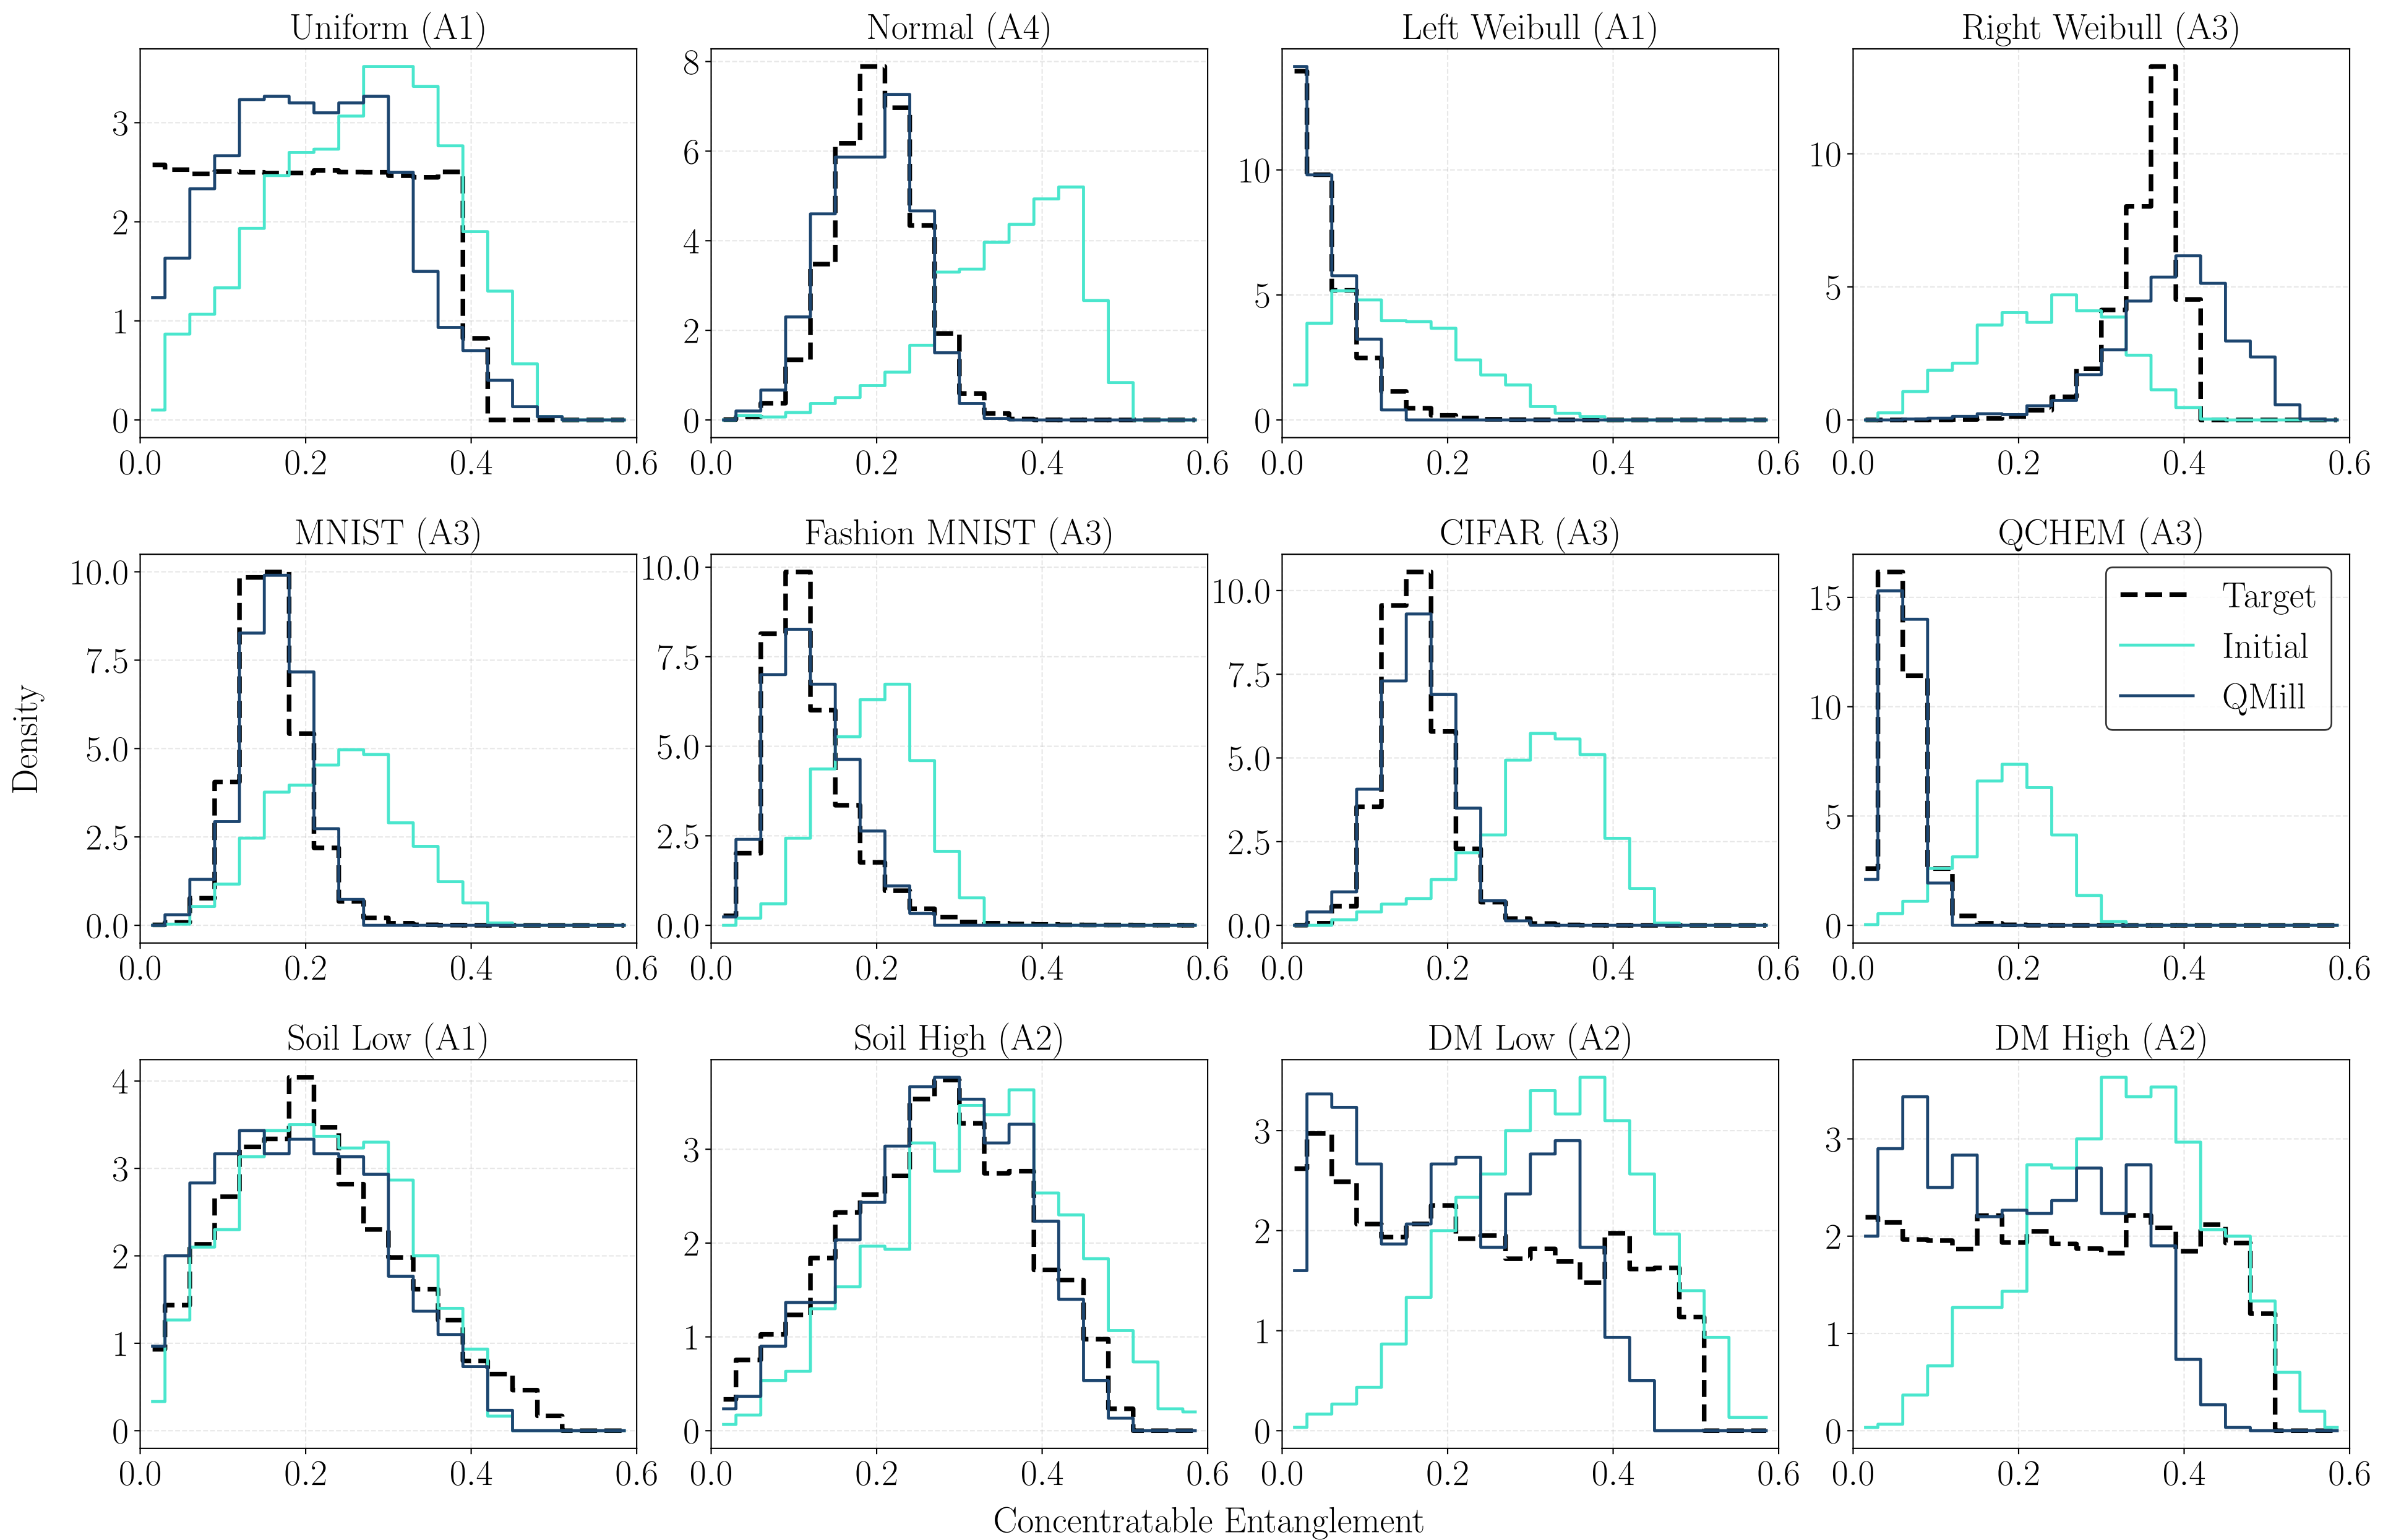 Uniform (A1)
Normal (A4)
Left Weibull (A1)
Right Weibull (A3)
3
2
1
0
8
6
4
2
0
10
5
0
10
5
0
0.0 0.2 0.4 0.6
0.0 0.2 0.4 0.6
0.0 0.2 0.4 0.6
0.0 0.2 0.4 0.6
MNIST (A3)
Fashion MNIST (A3)
CIFAR (A3)
QCHEM (A3)
Density
10.0
7.5
5.0
2.5
0.0
10.0
7.5
5.0
2.5
0.0
10.0
7.5
5.0
2.5
0.0
15
10
5
0
Target
Initial
QMill
0.0 0.2 0.4 0.6
0.0 0.2 0.4 0.6
0.0 0.2 0.4 0.6
0.0 0.2 0.4 0.6
Soil Low (A1)
Soil High (A2)
DM Low (A2)
DM High (A2)
4
3
2
1
0
3
2
1
0
3
2
1
0
3
2
1
0
0.0 0.2 0.4 0.6
0.0 0.2 0.4 0.6
0.0 0.2 0.4 0.6
0.0 0.2 0.4 0.6
Concentratable Entanglement